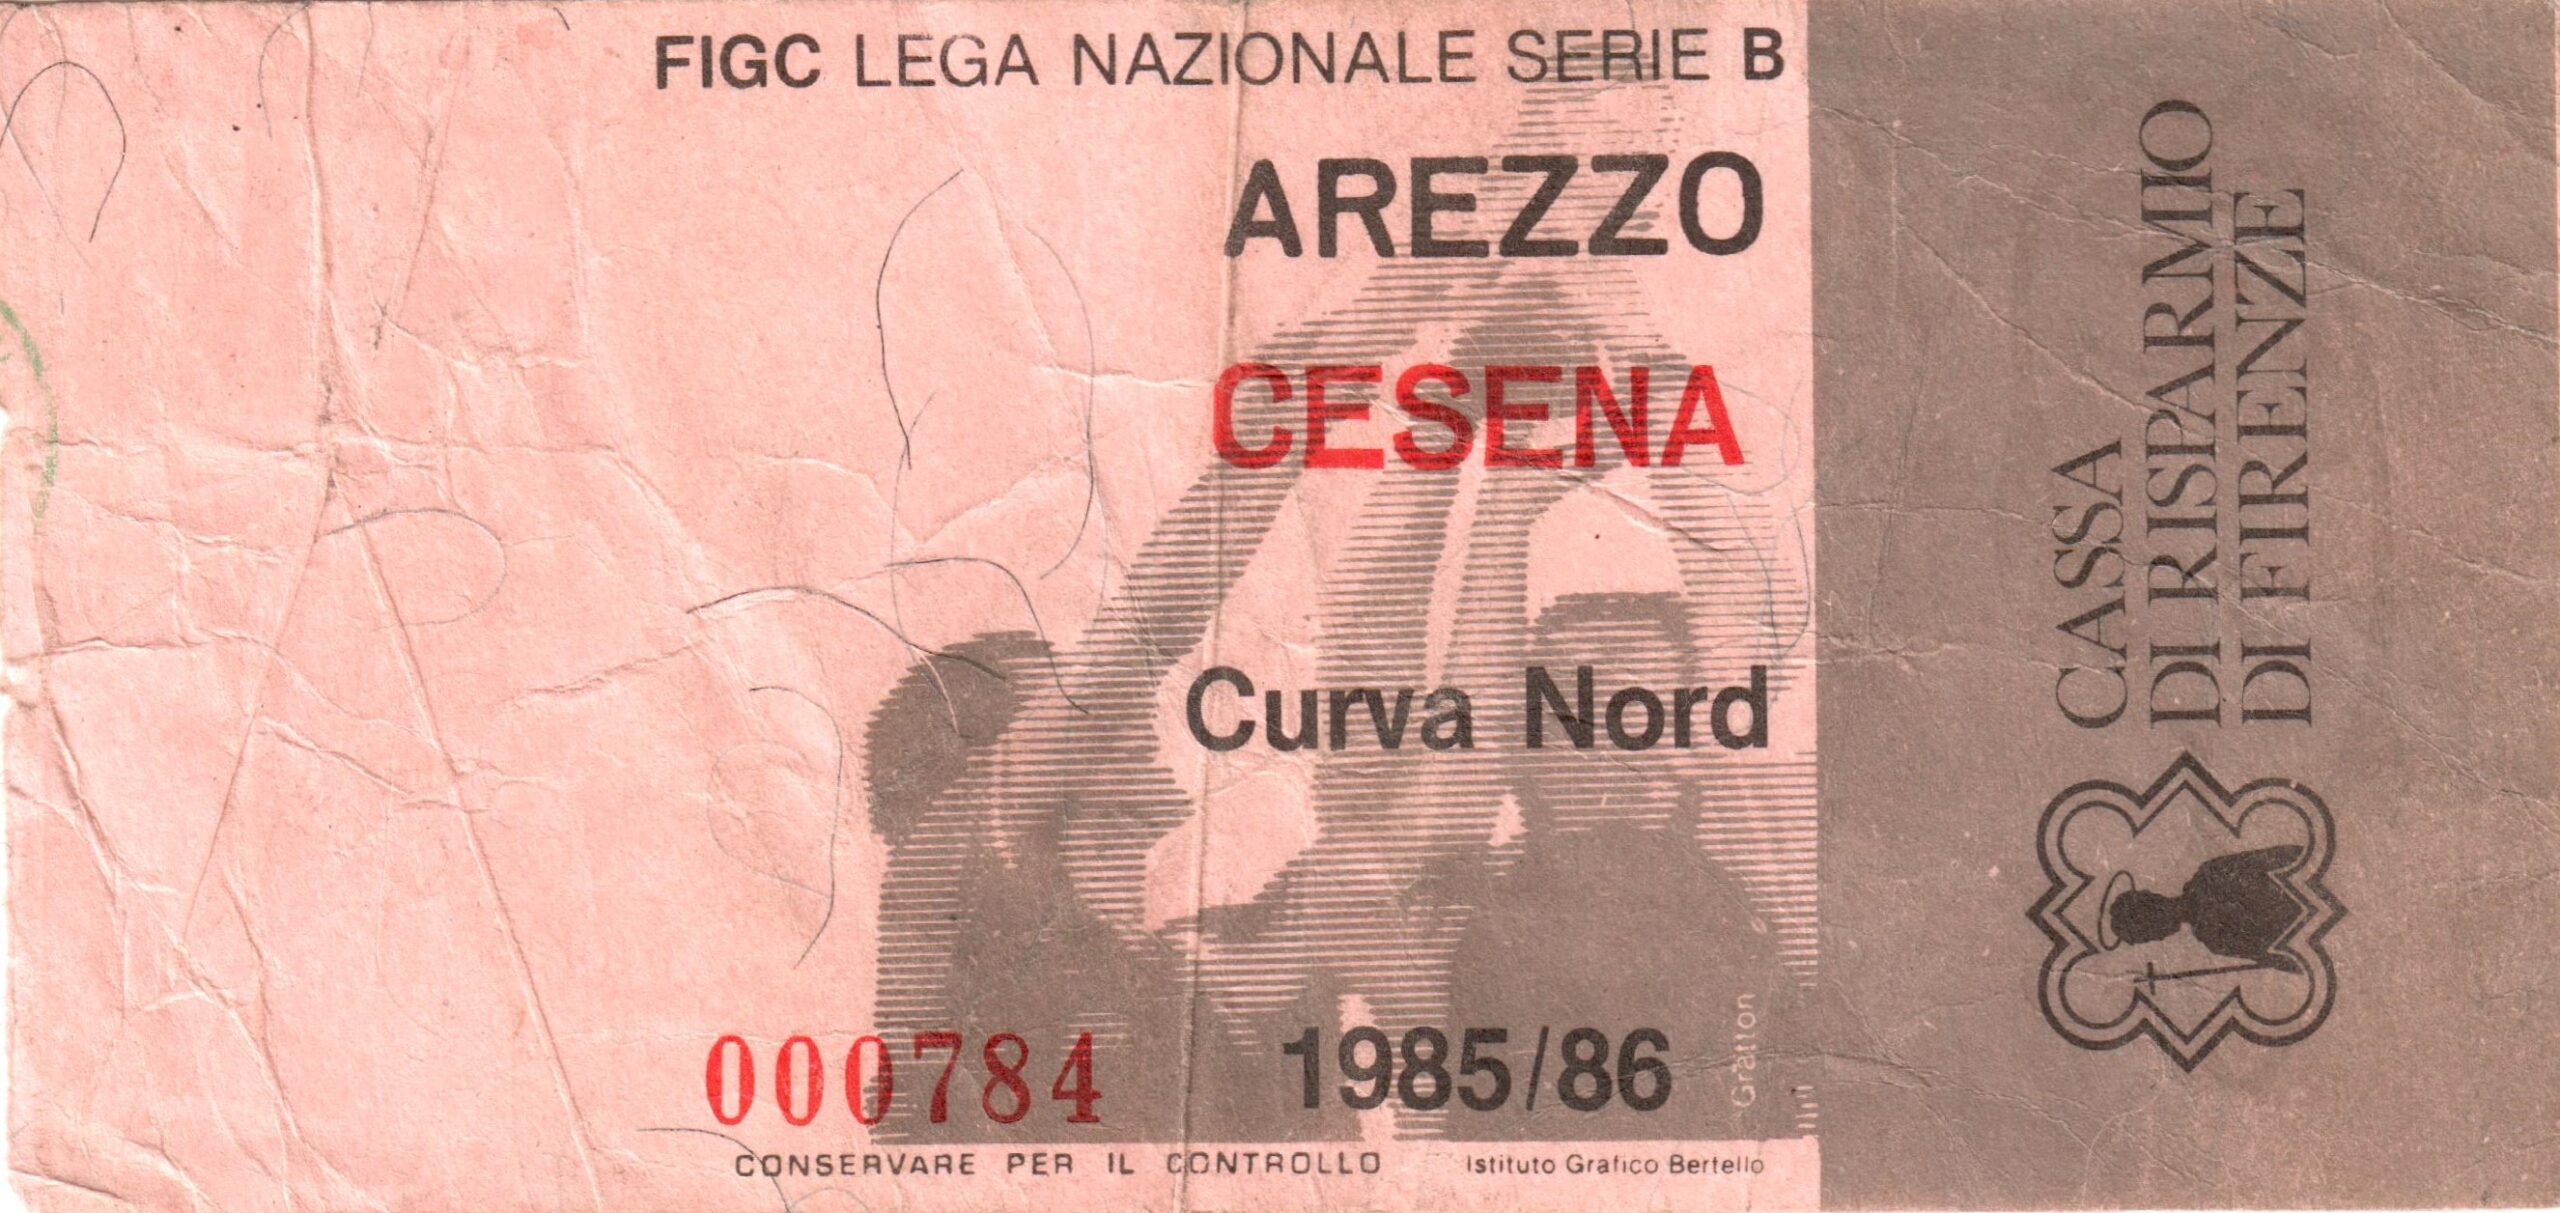 FIGC LEGA NAZIONALE SERIE B
AREZZO
CESENA
Curva Nord
000784
1985/86
Gratton
CONSERVARE PER IL CONTROLLO
Istituto Grafico Bertello
CASSA
DI RISPARMIO
DI FIRENZE